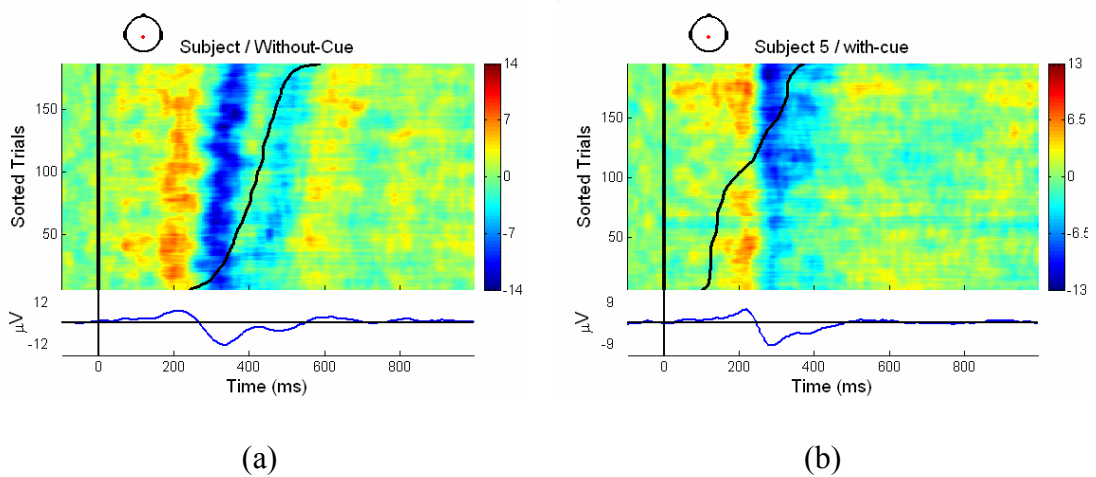 Subject / Without-Cue
Sorted Trials
150
100
50
14
7
0
-7
-14
12
-12
µV
0 200 400 600 800
Time (ms)
(a)
Subject 5 / with-cue
Sorted Trials
150
100
50
13
6.5
0
-6.5
-13
9
-9
µV
0 200 400 600 800
Time (ms)
(b)